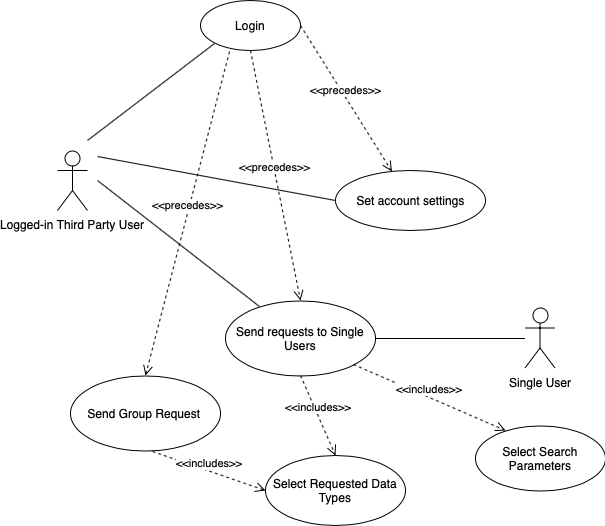 Login
<<precedes>>
<<precedes>>
Set account settings
<<precedes>>
Logged-in Third Party User
Send requests to Single
Users
Single User
<<includes>>
<<includes>>
Send Group Request
Select Search
Parameters
<<includes>>
Select Requested Data
Types